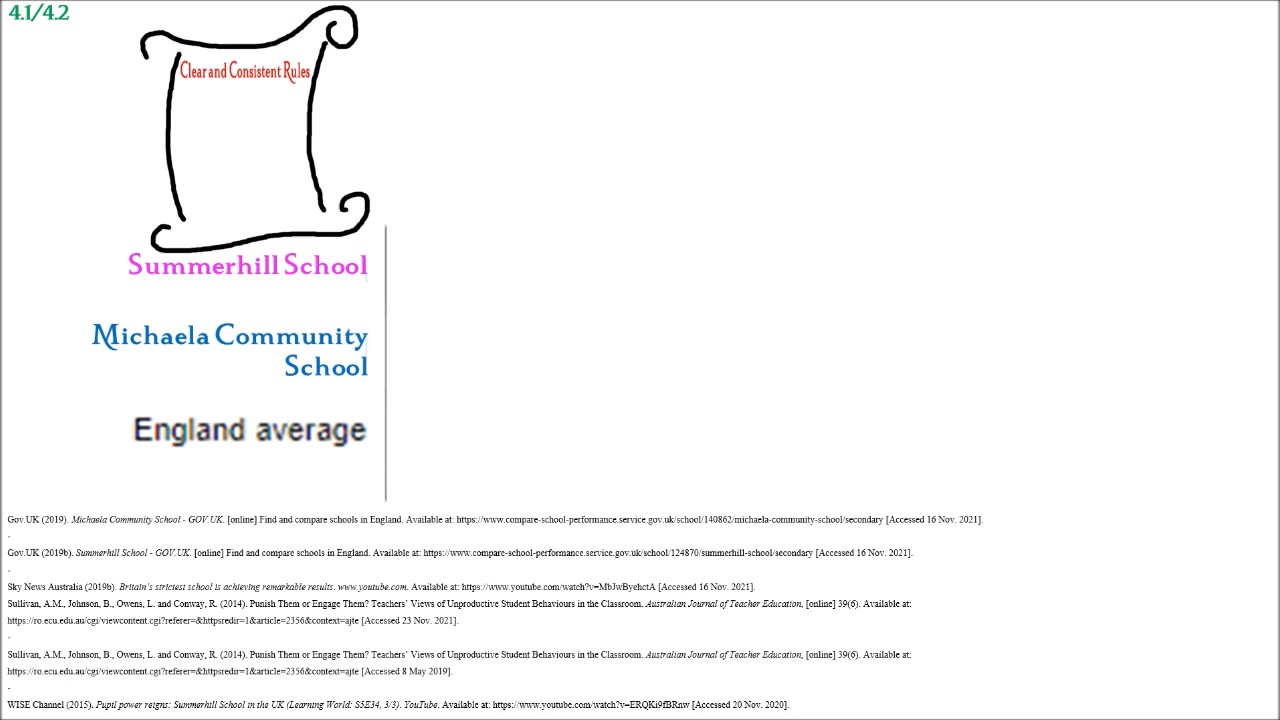 4.1/4.2
Clear and Consistent Rules
Summerhill School
Michaela Community
School
England average
Gov.UK (2019). Michaela Community School - GOV.UK. [online] Find and compare schools in England. Available at: https://www.compare-school-performance.service.gov.uk/school/140862/michaela-community-school/secondary [Accessed 16 Nov. 2021].
-
Gov.UK (2019b). Summerhill School - GOV.UK. [online] Find and compare schools in England. Available at: https://www.compare-school-performance.service.gov.uk/school/124870/summerhill-school/secondary [Accessed 16 Nov. 2021].
-
Sky News Australia (2019b). Britain's strictest school is achieving remarkable results. www.youtube.com. Available at: https://www.youtube.com/watch?v=MbJwByehctA [Accessed 16 Nov. 2021].
Sullivan, A.M., Johnson, B., Owens, L. and Conway, R. (2014). Punish Them or Engage Them? Teachers' Views of Unproductive Student Behaviours in the Classroom. Australian Journal of Teacher Education, [online] 39(6). Available at:
https://ro.ecu.edu.au/cgi/viewcontent.cgi?referer=&httpsredir=1&article=2356&context=ajte [Accessed 23 Nov. 2021].
-
Sullivan, A.M., Johnson, B., Owens, L. and Conway, R. (2014). Punish Them or Engage Them? Teachers' Views of Unproductive Student Behaviours in the Classroom. Australian Journal of Teacher Education, [online] 39(6). Available at:
https://ro.ecu.edu.au/cgi/viewcontent.cgi?referer=&httpsredir=1&article=2356&context=ajte [Accessed 8 May 2019].
-
WISE Channel (2015). Pupil power reigns: Summerhill School in the UK (Learning World: S5E34, 3/3). YouTube. Available at: https://www.youtube.com/watch?v=ERQKi9fBRnw [Accessed 20 Nov. 2020].